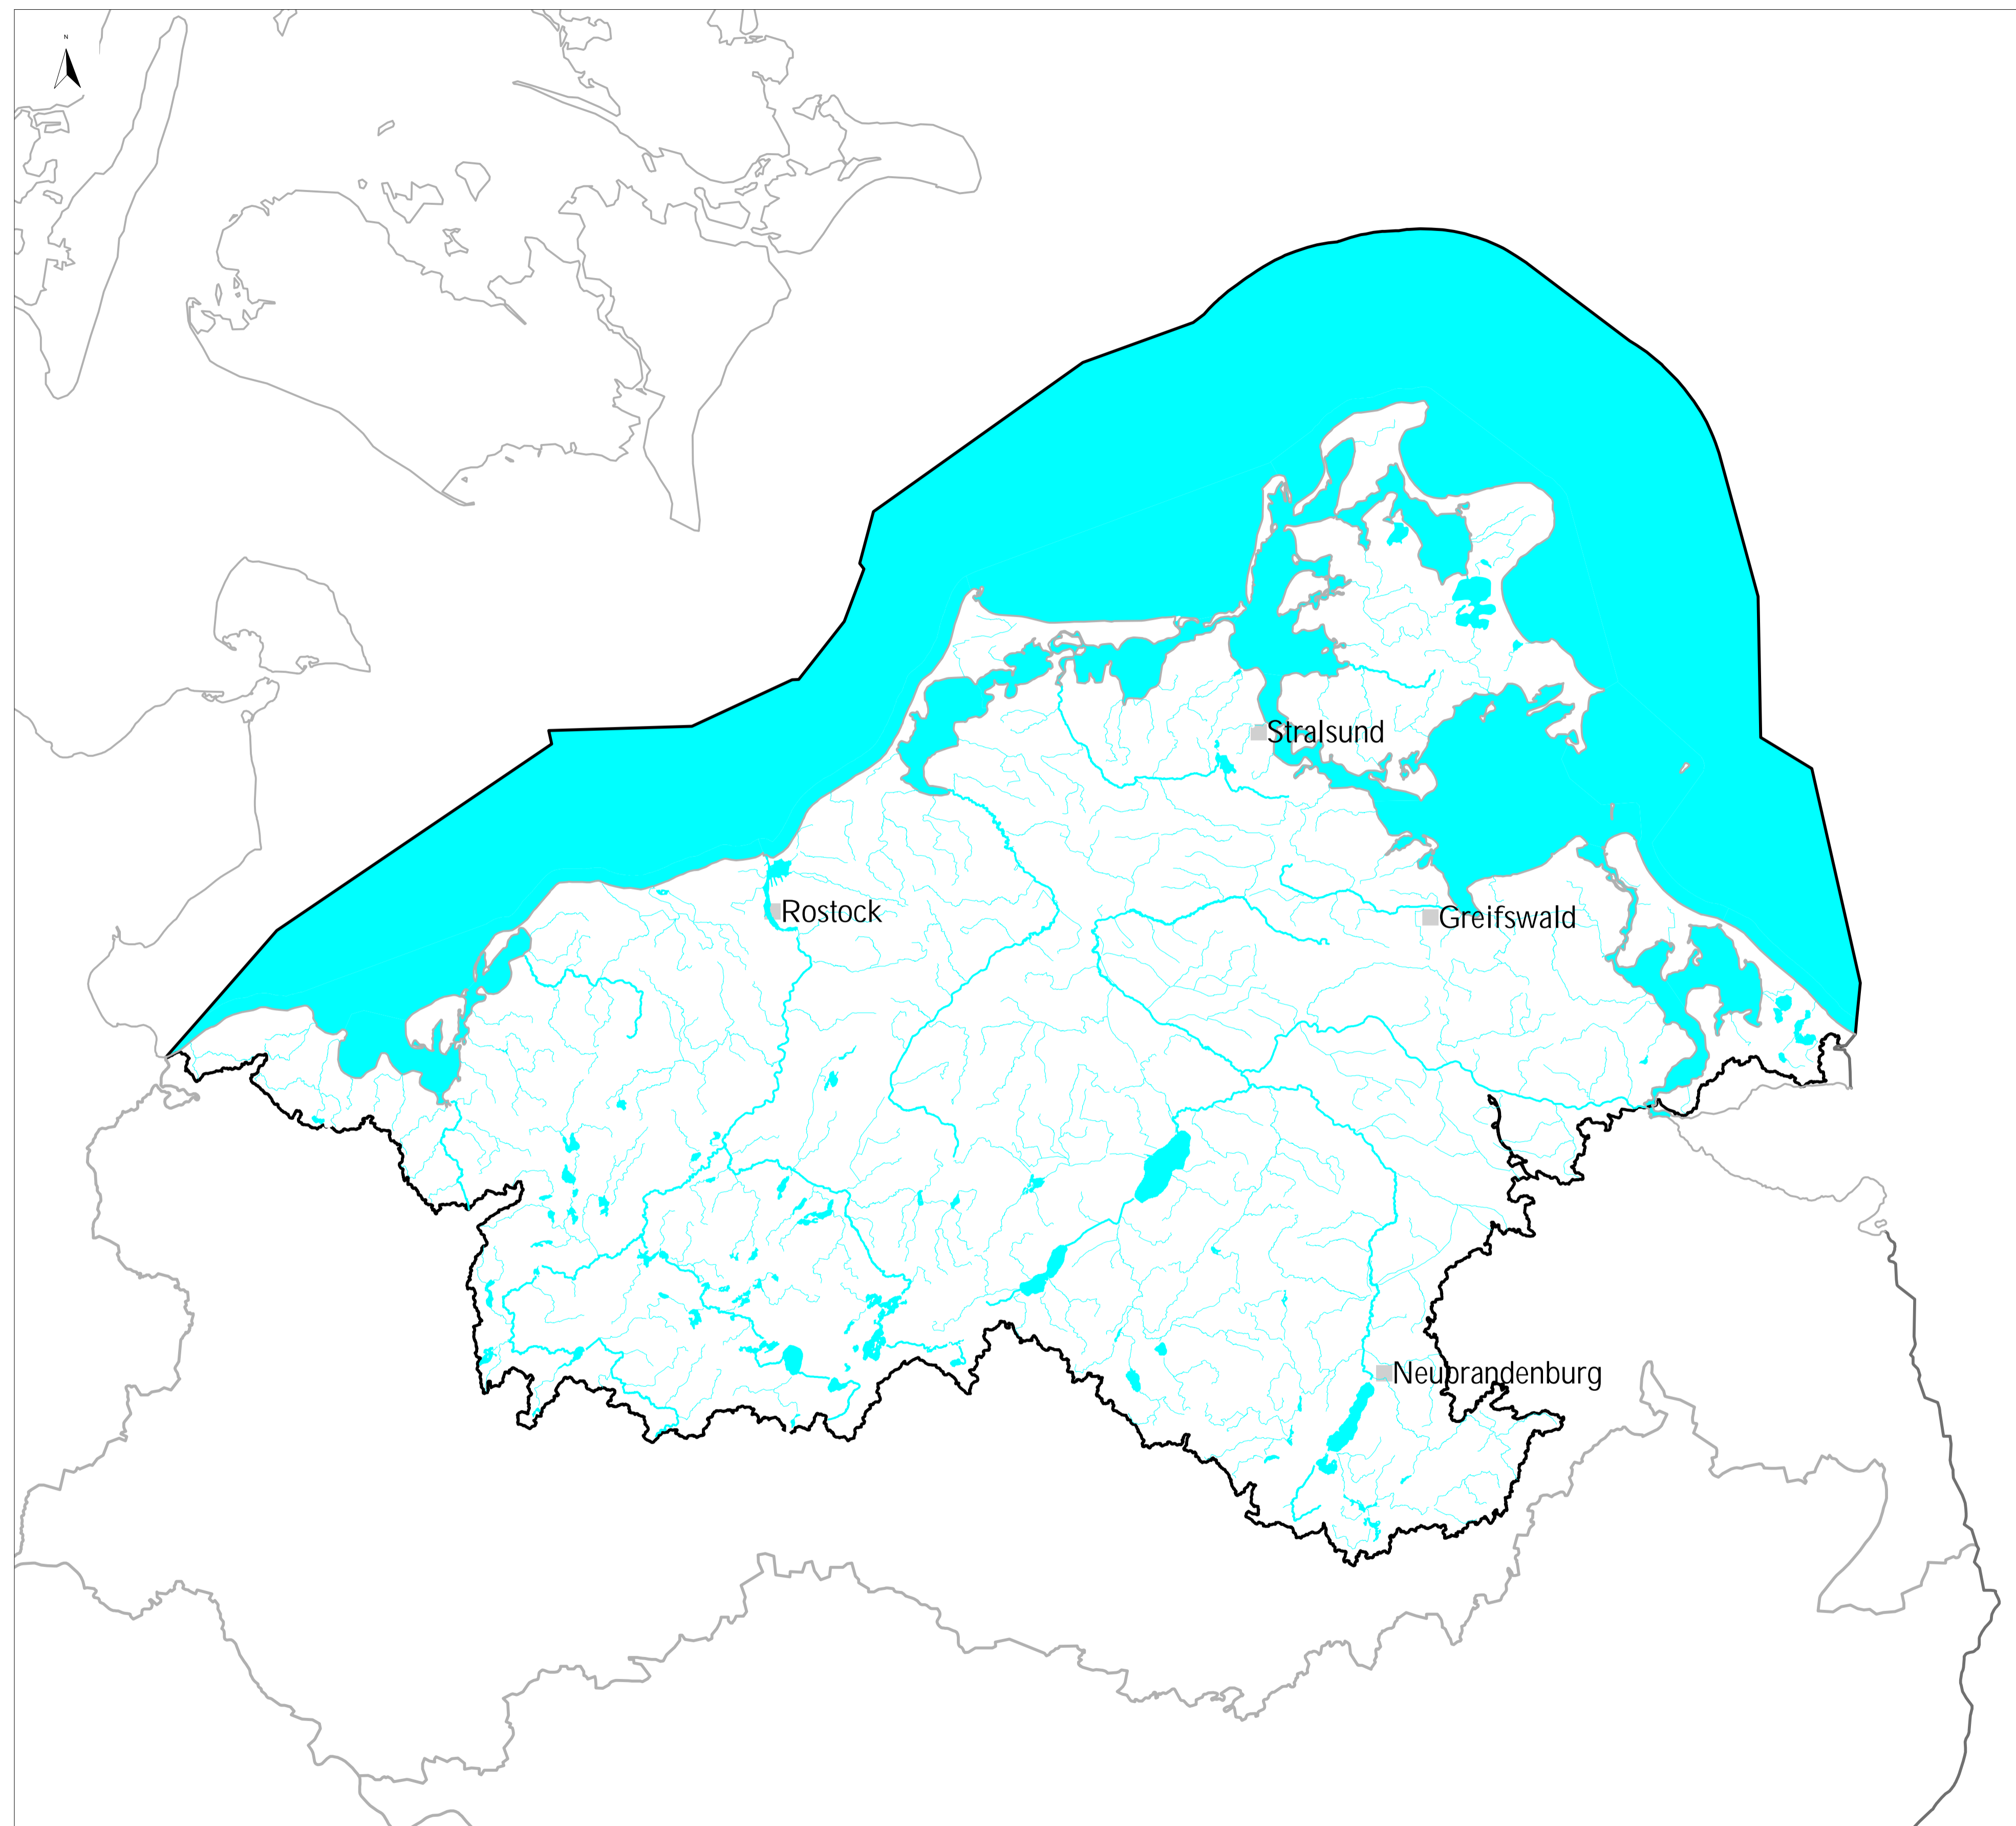 N
Stralsund
Rostock
Greifswald
Neubrandenburg